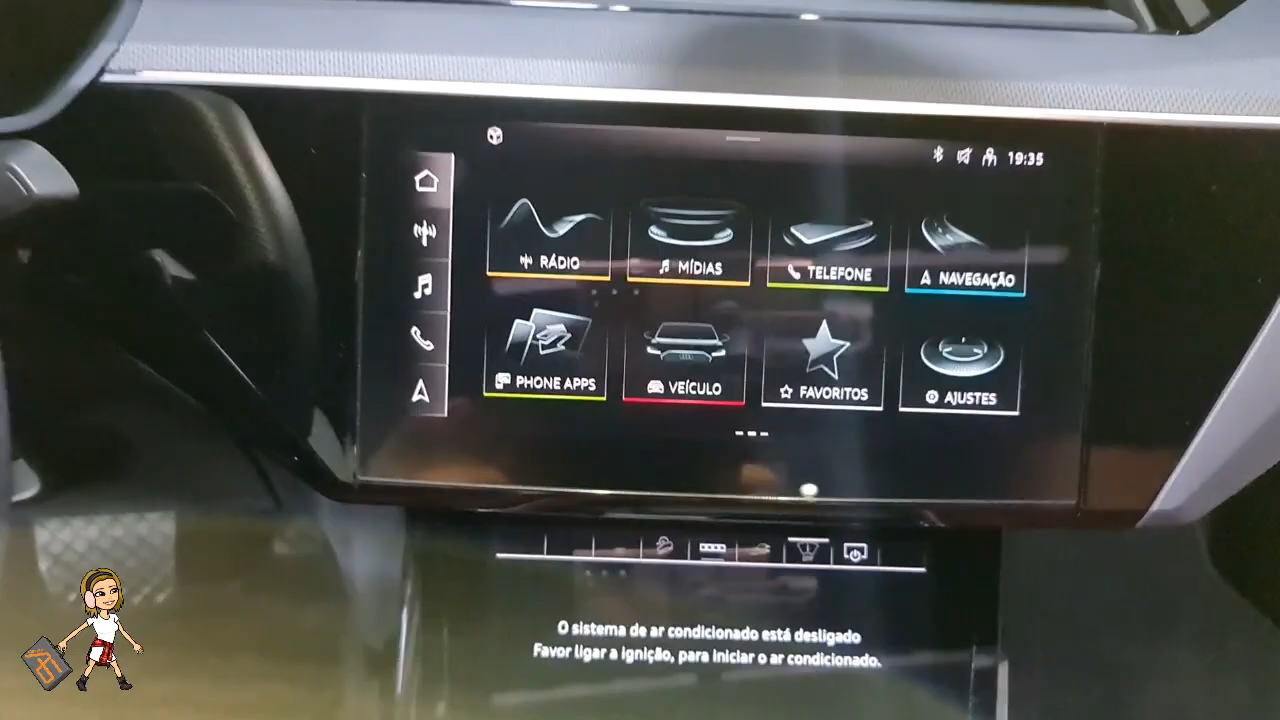 19:35
RÁDIO
MÍDIAS
TELEFONE
NAVEGAÇÃO
PHONE APPS
VEÍCULO
FAVORITOS
AJUSTES
O sistema de ar condicionado está desligado
Favor ligar a ignição, para iniciar o ar condicionado.